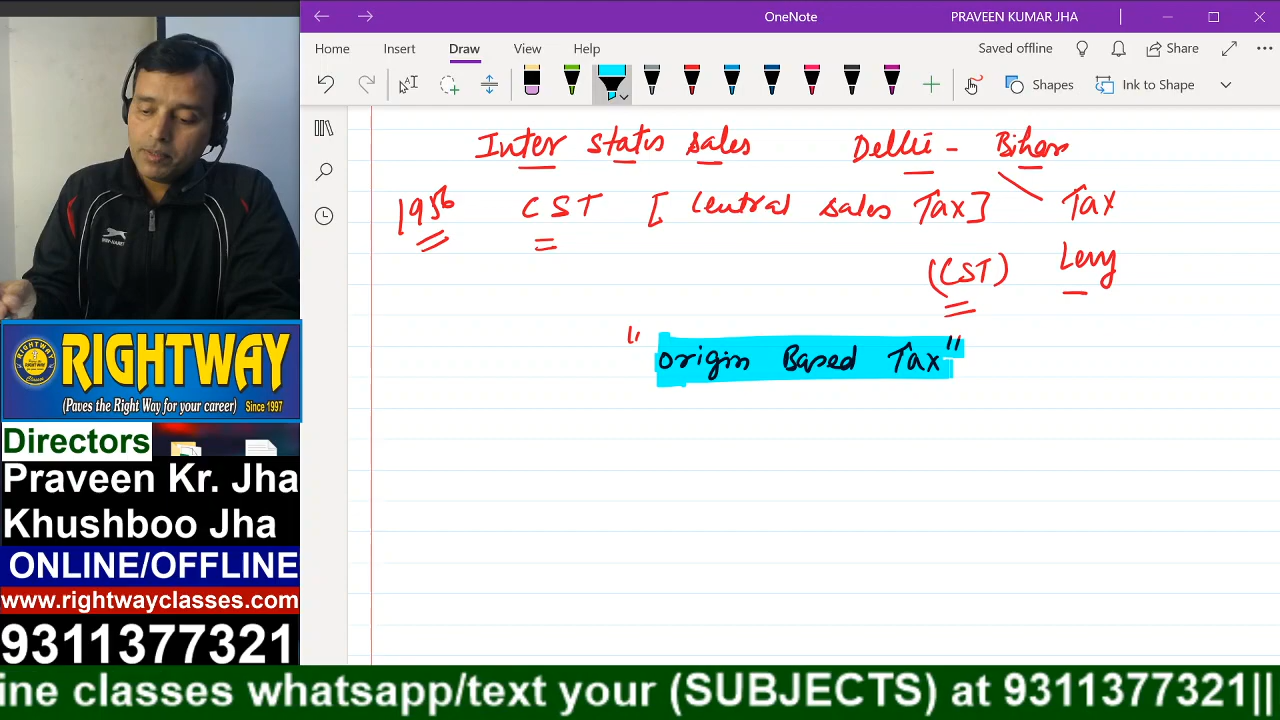 OneNote
PRAVEEN KUMAR JHA
Home Insert Draw View Help
Saved offline
Share
Shapes
Ink to Shape
Inter status sales Dellii - Bihar
1956 CST [Central sales Tax] Tax
(CST) Levy
"Origin Based Tax"
RIGHTWAY
(Paves the Right Way for your career) Since 1997
Directors
Praveen Kr. Jha
Khushboo Jha
ONLINE/OFFLINE
www.rightwayclasses.com
9311377321
ine classes whatsapp/text your (SUBJECTS) at 9311377321||